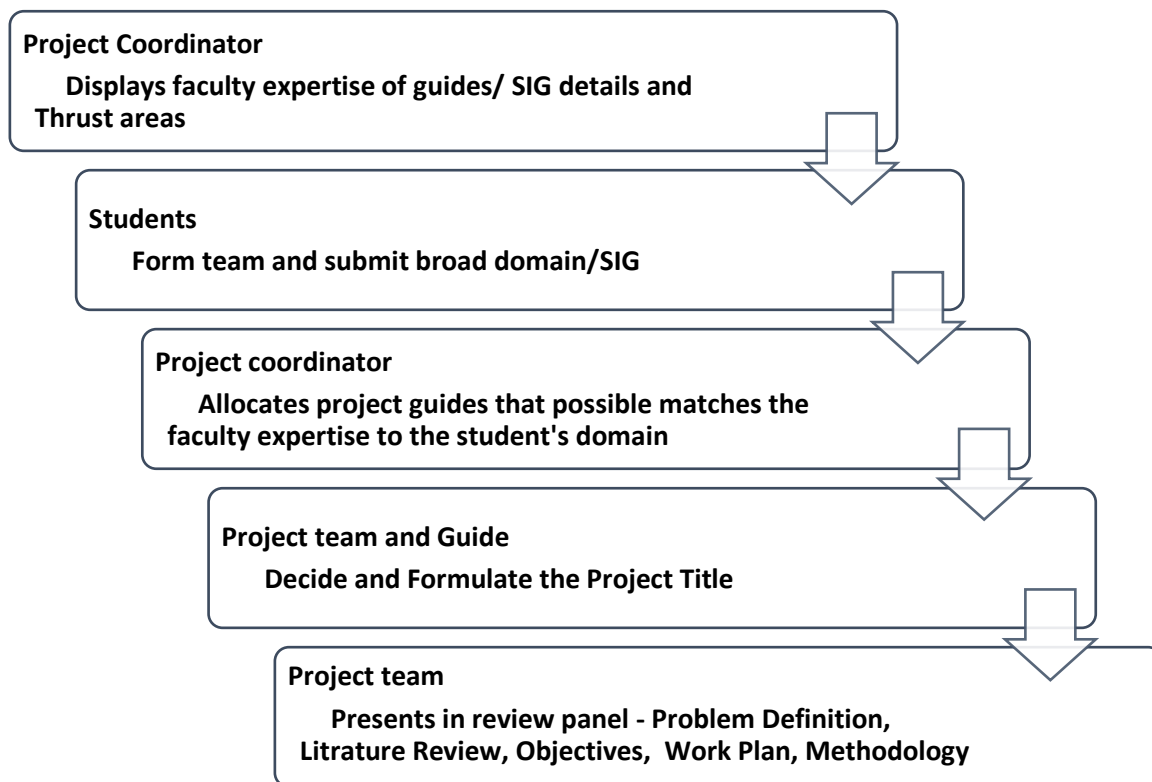 Project Coordinator
Displays faculty expertise of guides/ SIG details and
Thrust areas
Students
Form team and submit broad domain/SIG
Project coordinator
Allocates project guides that possible matches the
faculty expertise to the student's domain
Project team and Guide
Decide and Formulate the Project Title
Project team
Presents in review panel - Problem Definition,
Litrature Review, Objectives, Work Plan, Methodology